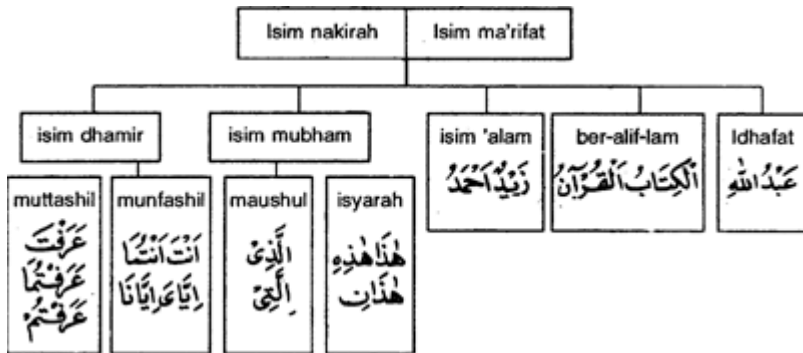 Isim nakirah
Isim ma'rifat
isim dhamir
isim mubham
isim 'alam
زَيْدٌ اَحْمَدُ
ber-alif-lam
اَلْكِتَابُ اَلْقُرْآنُ
Idhafat
عَبْدُ اللهِ
muttashil
عَرَفْتَ
عَرَفْتُمَا
عَرَفْتُمْ
munfashil
اَنْتَ اَنْتُمَا
اِيَّايَ اِيَّانَا
maushul
اَلَّذِيْ
اِلَّتِيْ
isyarah
هٰذَا هٰذِهِ
هٰذَانِ